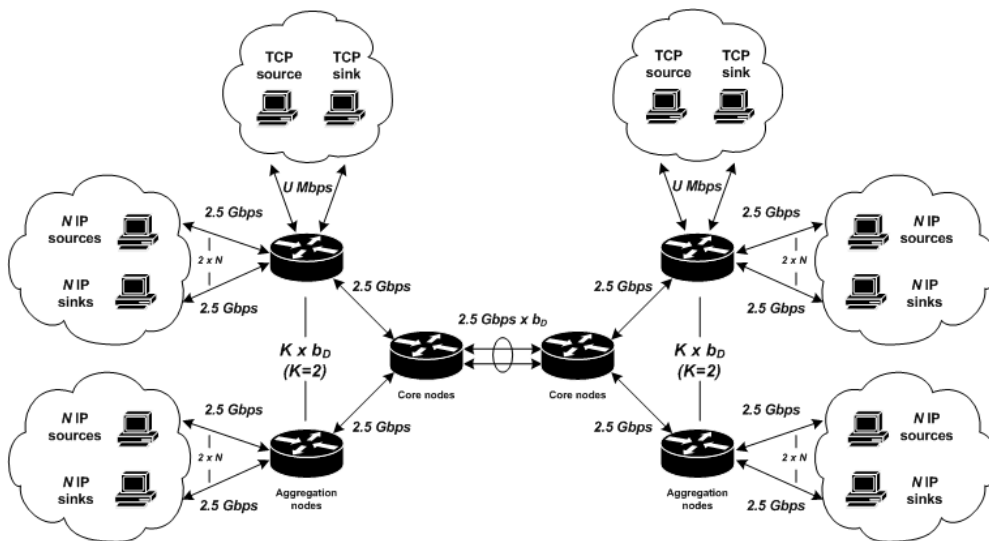 TCP source
TCP sink
TCP source
TCP sink
U Mbps
U Mbps
N IP sources
2.5 Gbps
2 x N
N IP sinks
2.5 Gbps
2.5 Gbps
N IP sources
2 x N
N IP sinks
2.5 Gbps
2.5 Gbps
2.5 Gbps
2.5 Gbps x bD
K x bD
(K=2)
K x bD
(K=2)
Core nodes
Core nodes
N IP sources
2.5 Gbps
2 x N
N IP sinks
2.5 Gbps
2.5 Gbps
Aggregation nodes
2.5 Gbps
2.5 Gbps
N IP sources
2 x N
N IP sinks
2.5 Gbps
Aggregation nodes